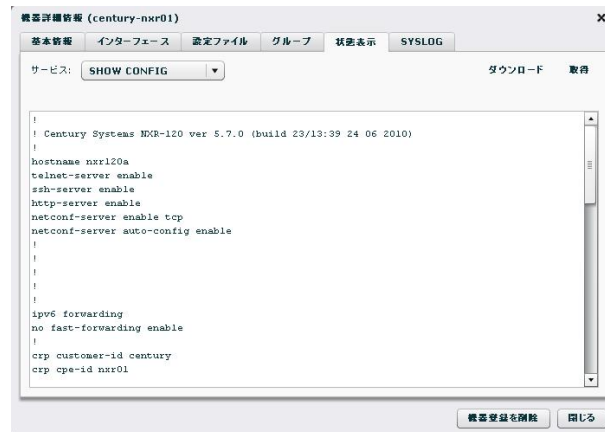 機器詳細情報 (century-nxr01)
基本情報 インターフェース 設定ファイル グループ 状態表示 SYSLOG
サービス: SHOW CONFIG ダウンロード 取得
!
! Century Systems NXR-120 ver 5.7.0 (build 23/13:39 24 06 2010)
!
hostname nxr120a
telnet-server enable
ssh-server enable
http-server enable
netconf-server enable tcp
netconf-server auto-config enable
!
!
!
!
!
ipv6 forwarding
no fast-forwarding enable
!
crp customer-id century
crp cpe-id nxr01
機器登録を削除 閉じる